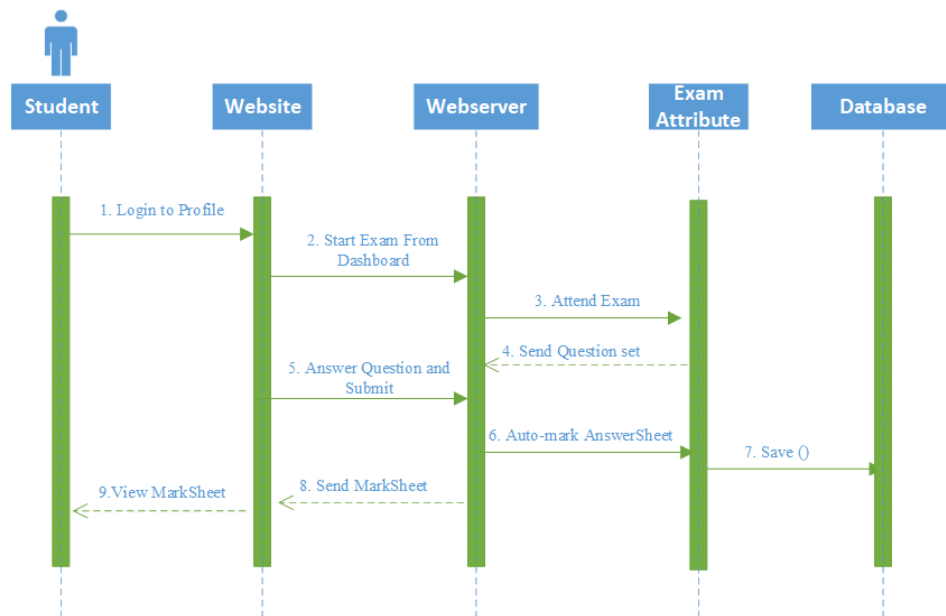 Student
Website
Webserver
Exam
Attribute
Database
1. Login to Profile
2. Start Exam From
Dashboard
3. Attend Exam
4. Send Question set
5. Answer Question and
Submit
6. Auto-mark AnswerSheet
7. Save ()
8. Send MarkSheet
9.View MarkSheet